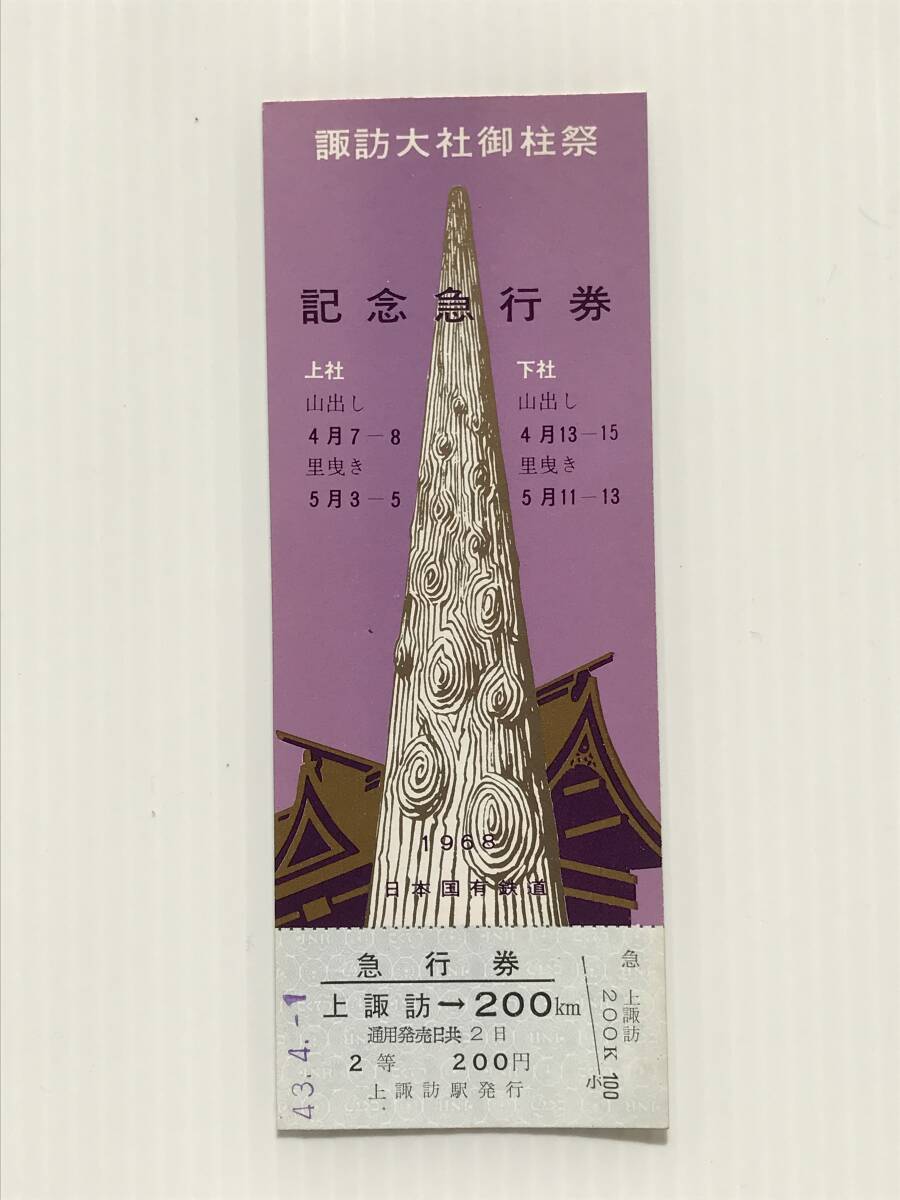 諏訪大社御柱祭
記念急行券
上社
山出し
4月7－8
里曳き
5月3－5
下社
山出し
4月13－15
里曳き
5月11－13
1968
日本国有鉄道
急行券
上諏訪→200km
通用発売日共2日
2等 200円
上諏訪駅発行
43.4.-1
急 上諏訪
200K
小 100